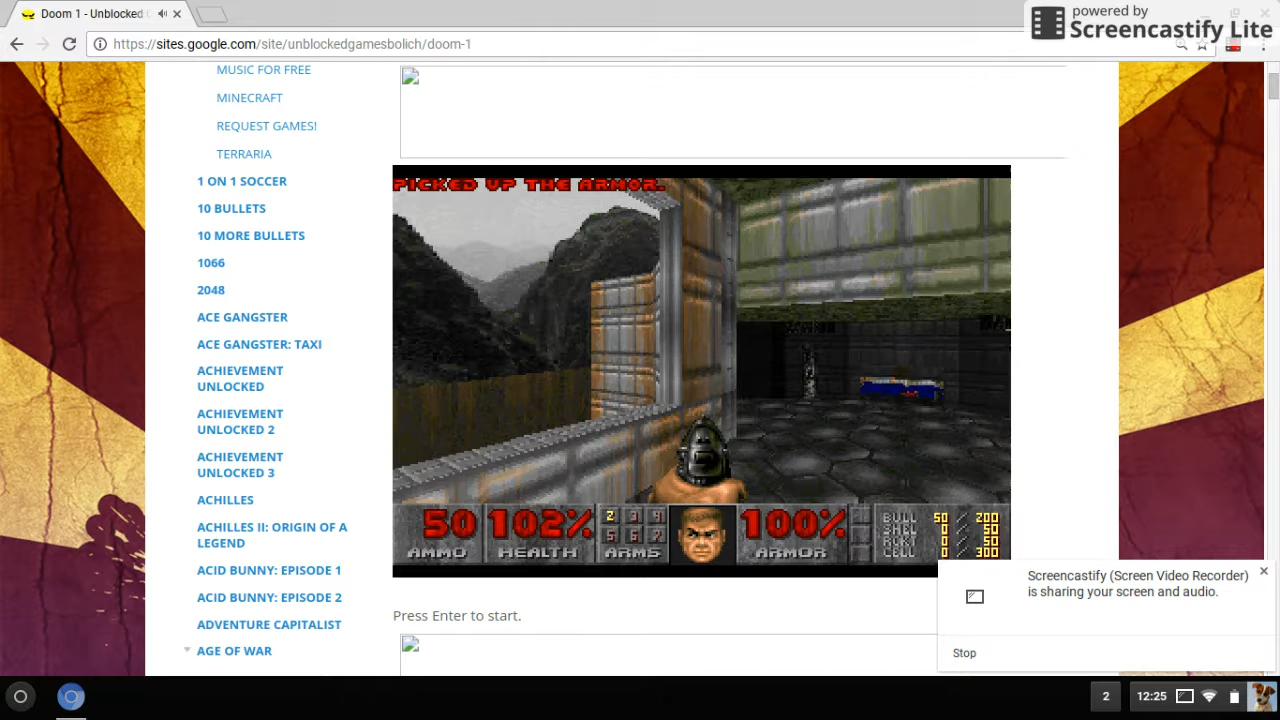 Doom 1 - Unblocked
powered by
Screencastify Lite
https://sites.google.com/site/unblockedgamesbolich/doom-1
MUSIC FOR FREE
MINECRAFT
REQUEST GAMES!
TERRARIA
1 ON 1 SOCCER
10 BULLETS
10 MORE BULLETS
1066
2048
ACE GANGSTER
ACE GANGSTER: TAXI
ACHIEVEMENT
UNLOCKED
ACHIEVEMENT
UNLOCKED 2
ACHIEVEMENT
UNLOCKED 3
ACHILLES
ACHILLES II: ORIGIN OF A
LEGEND
ACID BUNNY: EPISODE 1
ACID BUNNY: EPISODE 2
ADVENTURE CAPITALIST
AGE OF WAR
PICKED UP THE ARMOR.
50 102% 2 3 4 100%
5 6 7
AMMO HEALTH ARMS ARMOR
BULL 50 / 200
SHEL 0 / 50
RCKT 0 / 50
CELL 0 / 300
Press Enter to start.
Screencastify (Screen Video Recorder)
is sharing your screen and audio.
Stop
2 12:25